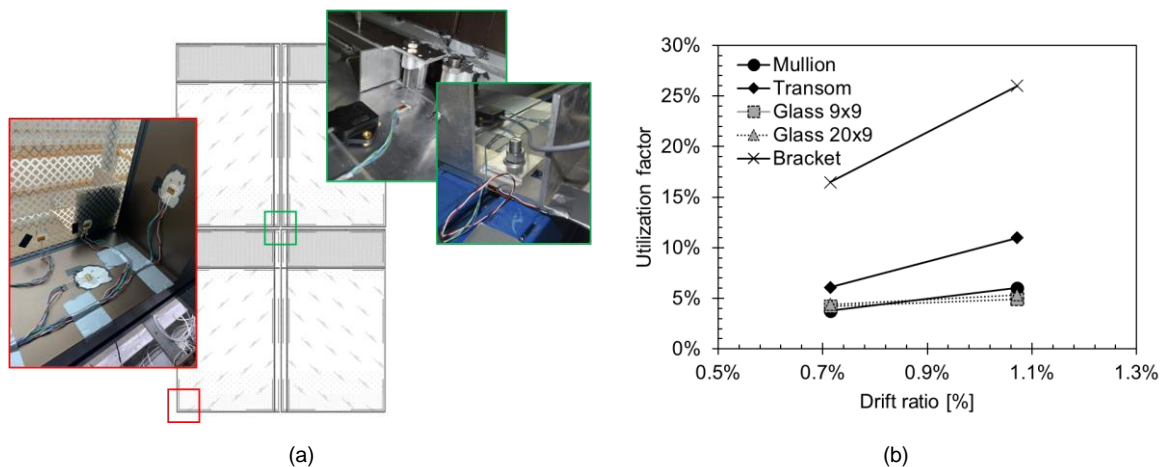 30%
25%
20%
15%
10%
5%
0%
Utilization factor
Mullion
Transom
Glass 9x9
Glass 20x9
Bracket
0.5% 0.7% 0.9% 1.1% 1.3%
Drift ratio [%]
(a) (b)